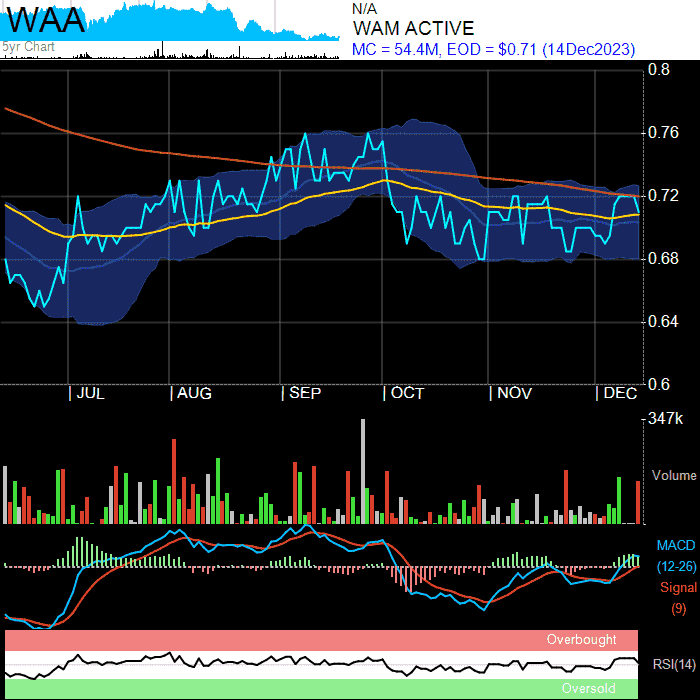 WAA
5yr Chart
N/A
WAM ACTIVE
MC = 54.4M, EOD = $0.71 (14Dec2023)
0.8
0.76
0.72
0.68
0.64
0.6
JUL AUG SEP OCT NOV DEC
347k
Volume
MACD
(12-26)
Signal
(9)
Overbought
RSI(14)
Oversold